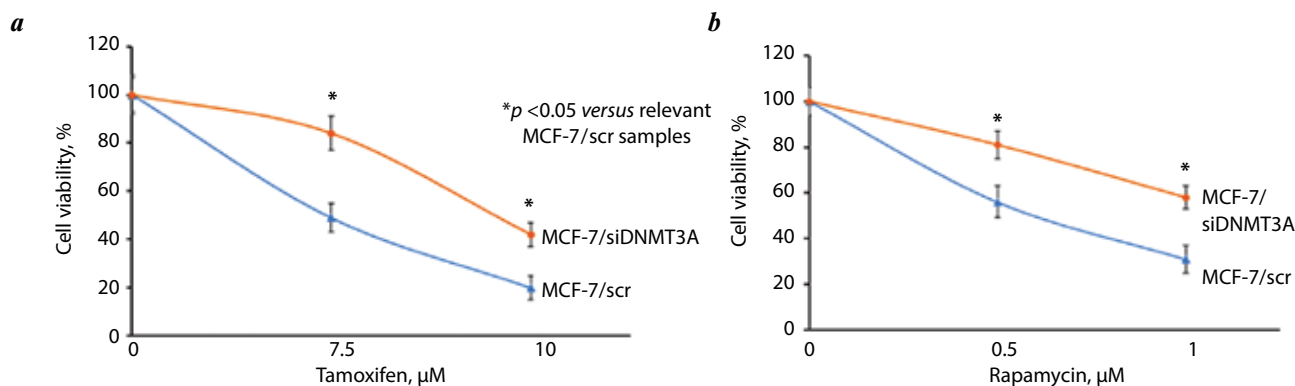 a
120
100
80
60
40
20
0
Cell viability, %
*
*
*p <0.05 versus relevant
MCF-7/scr samples
MCF-7/siDNMT3A
MCF-7/scr
0 7.5 10
Tamoxifen, μM
b
120
100
80
60
40
20
0
Cell viability, %
*
*
MCF-7/
siDNMT3A
MCF-7/scr
0 0.5 1
Rapamycin, μM